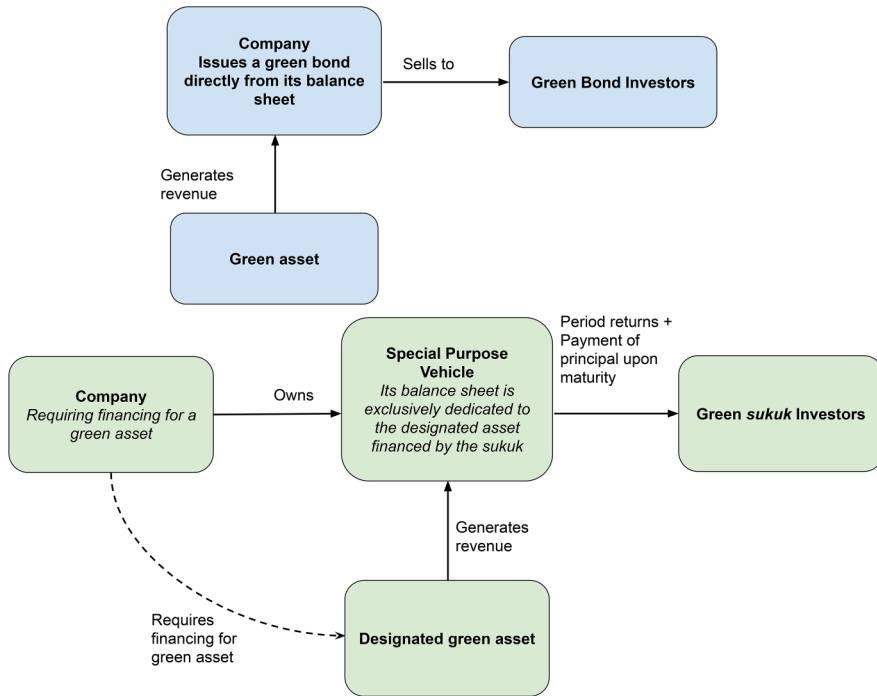 Company
Issues a green bond
directly from its balance
sheet
Sells to
Green Bond Investors
Generates
revenue
Green asset
Period returns +
Payment of
principal upon
maturity
Special Purpose
Vehicle
Its balance sheet is
exclusively dedicated to
the designated asset
financed by the sukuk
Company
Requiring financing for a
green asset
Owns
Green sukuk Investors
Generates
revenue
Requires
financing for
green asset
Designated green asset